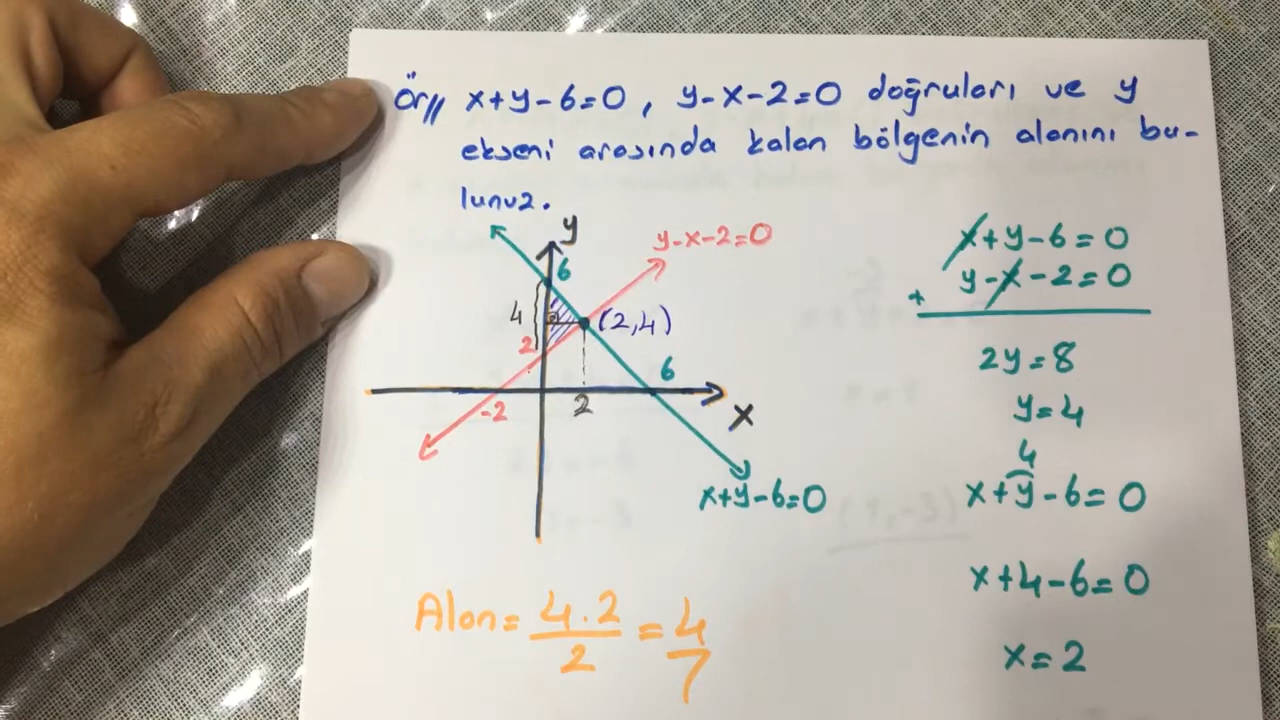 Ör// x+y-6=0, y-x-2=0 doğruları ve y
ekseni arasında kalan bölgenin alanını bu-
lunuz.
y
y-x-2=0
6
4
(2,4)
2
6
-2
2
x
x+y-6=0
x+y-6=0
y-x-2=0
+
2y=8
y=4
4
x+y-6=0
x+4-6=0
x=2
Alan= 4.2/2 = 4/7